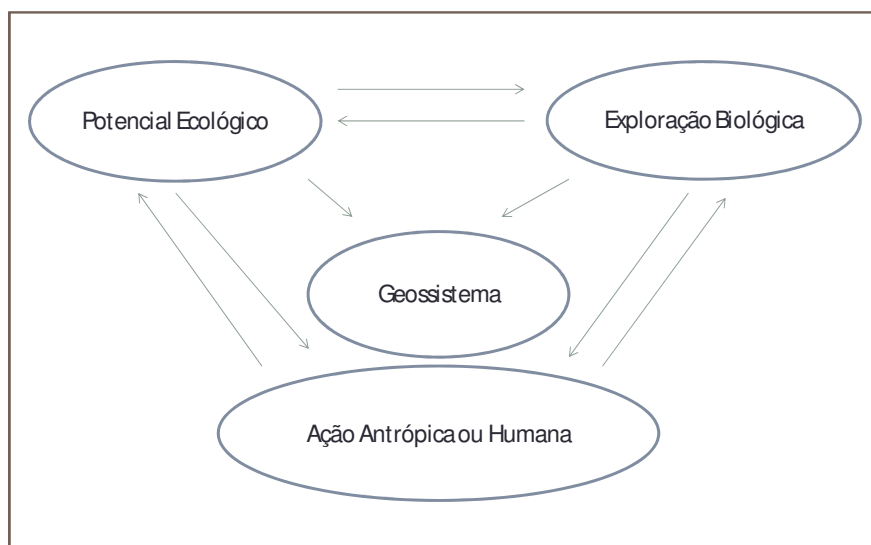 Potencial Ecológico
Exploração Biológica
Geossistema
Ação Antrópica ou Humana